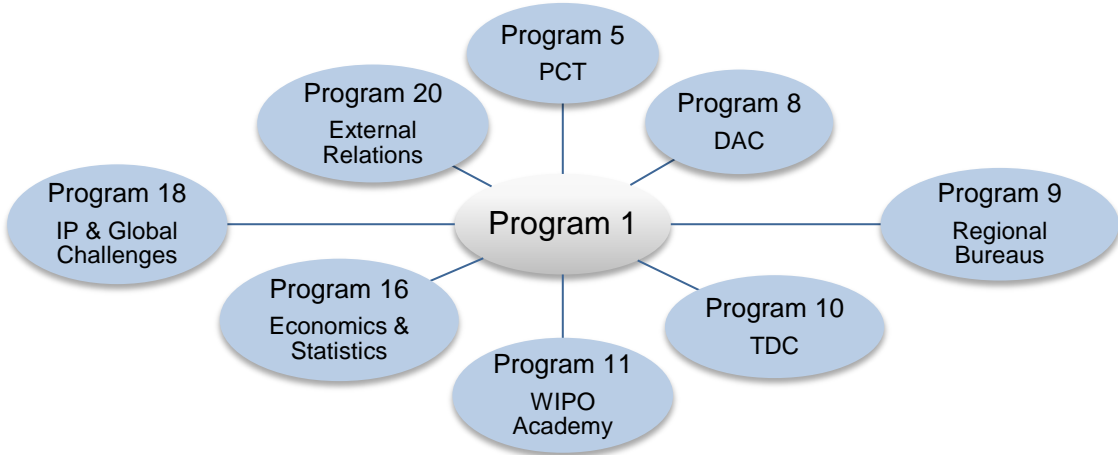 Program 5
PCT
Program 20
External
Relations
Program 8
DAC
Program 18
IP & Global
Challenges
Program 1
Program 9
Regional
Bureaus
Program 16
Economics &
Statistics
Program 10
TDC
Program 11
WIPO
Academy